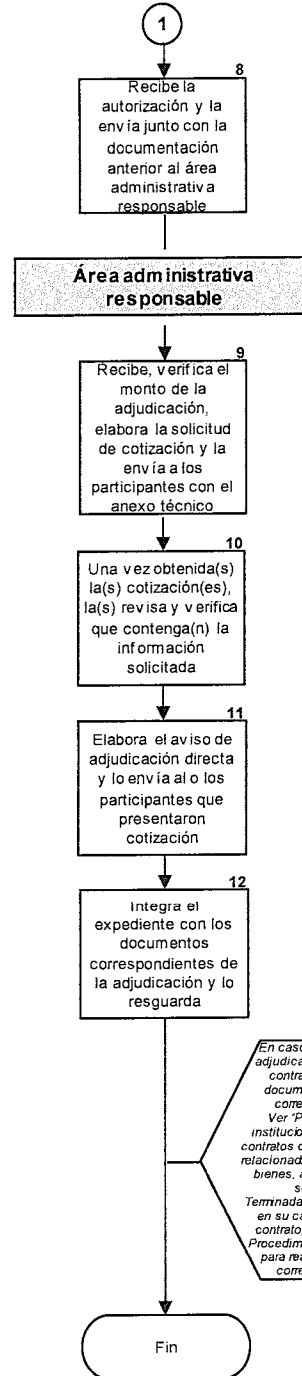 1
8
Recibe la
autorización y la
envía junto con la
documentación
anterior al área
administrativa
responsable
Área administrativa
responsable
9
Recibe, verifica el
monto de la
adjudicación,
elabora la solicitud
de cotización y la
envía a los
participantes con el
anexo técnico
10
Una vez obtenida(s)
la(s) cotización(es),
la(s) revisa y verifica
que contenga(n) la
información
solicitada
11
Elabora el aviso de
adjudicación directa
y lo envía al o los
participantes que
presentaron
cotización
12
Integra el
expediente con los
documentos
correspondientes de
la adjudicación y lo
resguarda
En caso
adjudica
contra
docum
corre
Ver "P
institucio
contratos d
relacionad
bienes, a
se
Terminada
en su ca
contrato,
Procedim
para rea
corre
Fin